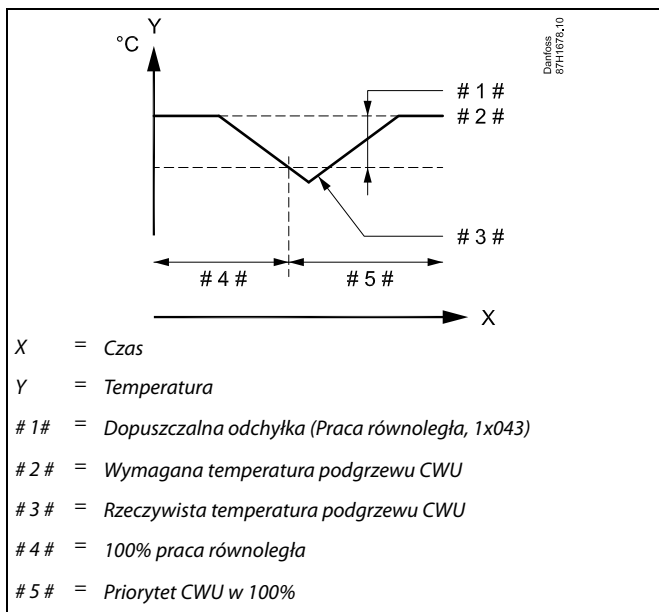 Y
°C
Danfoss
87H1678.10
# 1 #
# 2 #
# 3 #
# 4 #
# 5 #
X
X = Czas
Y = Temperatura
# 1# = Dopuszczalna odchyłka (Praca równoległa, 1x043)
# 2 # = Wymagana temperatura podgrzewu CWU
# 3 # = Rzeczywista temperatura podgrzewu CWU
# 4 # = 100% praca równoległa
# 5 # = Priorytet CWU w 100%